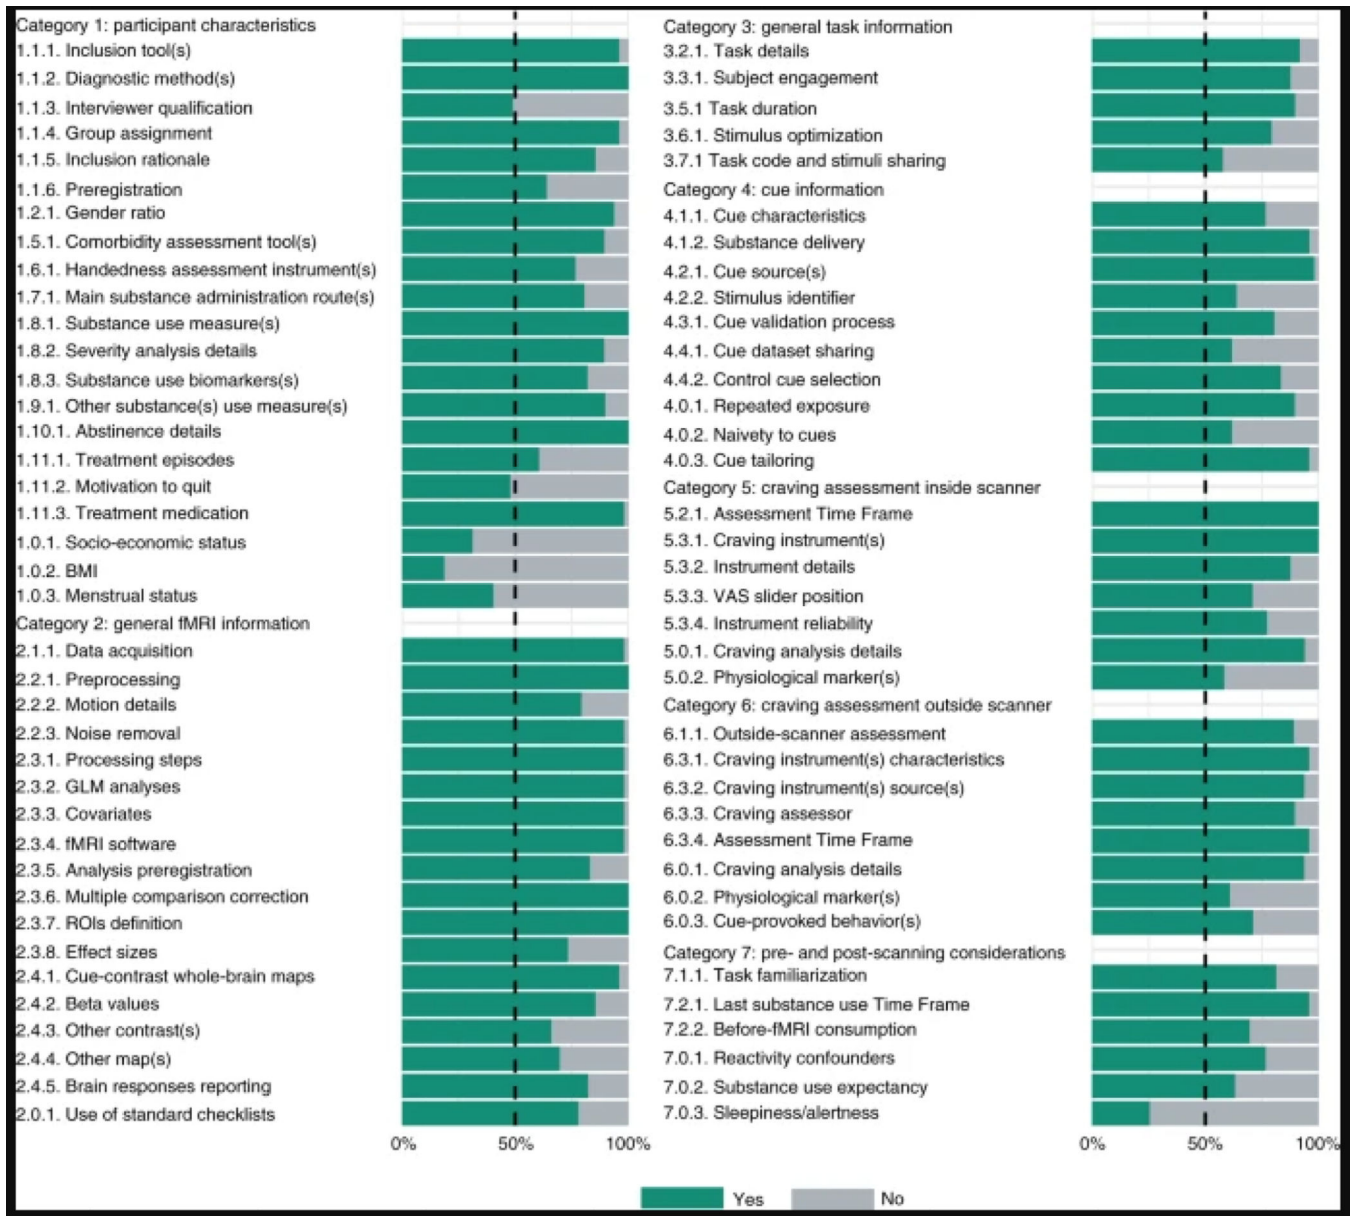 Category 1: participant characteristics
1.1.1. Inclusion tool(s)
1.1.2. Diagnostic method(s)
1.1.3. Interviewer qualification
1.1.4. Group assignment
1.1.5. Inclusion rationale
1.1.6. Preregistration
1.2.1. Gender ratio
1.5.1. Comorbidity assessment tool(s)
1.6.1. Handedness assessment instrument(s)
1.7.1. Main substance administration route(s)
1.8.1. Substance use measure(s)
1.8.2. Severity analysis details
1.8.3. Substance use biomarkers(s)
1.9.1. Other substance(s) use measure(s)
1.10.1. Abstinence details
1.11.1. Treatment episodes
1.11.2. Motivation to quit
1.11.3. Treatment medication
1.0.1. Socio-economic status
1.0.2. BMI
1.0.3. Menstrual status
Category 2: general fMRI information
2.1.1. Data acquisition
2.2.1. Preprocessing
2.2.2. Motion details
2.2.3. Noise removal
2.3.1. Processing steps
2.3.2. GLM analyses
2.3.3. Covariates
2.3.4. fMRI software
2.3.5. Analysis preregistration
2.3.6. Multiple comparison correction
2.3.7. ROIs definition
2.3.8. Effect sizes
2.4.1. Cue-contrast whole-brain maps
2.4.2. Beta values
2.4.3. Other contrast(s)
2.4.4. Other map(s)
2.4.5. Brain responses reporting
2.0.1. Use of standard checklists
0% 50% 100%
Category 3: general task information
3.2.1. Task details
3.3.1. Subject engagement
3.5.1 Task duration
3.6.1. Stimulus optimization
3.7.1 Task code and stimuli sharing
Category 4: cue information
4.1.1. Cue characteristics
4.1.2. Substance delivery
4.2.1. Cue source(s)
4.2.2. Stimulus identifier
4.3.1. Cue validation process
4.4.1. Cue dataset sharing
4.4.2. Control cue selection
4.0.1. Repeated exposure
4.0.2. Naivety to cues
4.0.3. Cue tailoring
Category 5: craving assessment inside scanner
5.2.1. Assessment Time Frame
5.3.1. Craving instrument(s)
5.3.2. Instrument details
5.3.3. VAS slider position
5.3.4. Instrument reliability
5.0.1. Craving analysis details
5.0.2. Physiological marker(s)
Category 6: craving assessment outside scanner
6.1.1. Outside-scanner assessment
6.3.1. Craving instrument(s) characteristics
6.3.2. Craving instrument(s) source(s)
6.3.3. Craving assessor
6.3.4. Assessment Time Frame
6.0.1. Craving analysis details
6.0.2. Physiological marker(s)
6.0.3. Cue-provoked behavior(s)
Category 7: pre- and post-scanning considerations
7.1.1. Task familiarization
7.2.1. Last substance use Time Frame
7.2.2. Before-fMRI consumption
7.0.1. Reactivity confounders
7.0.2. Substance use expectancy
7.0.3. Sleepiness/alertness
0% 50% 100%
Yes No